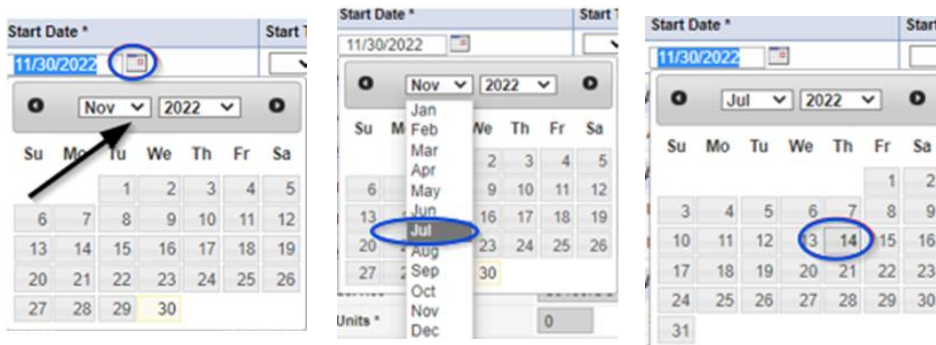 Start Date *
11/30/2022
Nov 2022
Su Mo Tu We Th Fr Sa
1 2 3 4 5
6 7 8 9 10 11 12
13 14 15 16 17 18 19
20 21 22 23 24 25 26
27 28 29 30
Start Date *
11/30/2022
Nov 2022
Su We Th Fr Sa
2 3 4 5
6 9 10 11 12
13 16 17 18 19
20 23 24 25 26
27 30
Jan
Feb
Mar
Apr
May
Jun
Jul
Aug
Sep
Oct
Nov
Dec
Units *
0
Start Date *
11/30/2022
Jul 2022
Su Mo Tu We Th Fr Sa
1 2
3 4 5 6 7 8 9
10 11 12 13 14 15 16
17 18 19 20 21 22 23
24 25 26 27 28 29 30
31